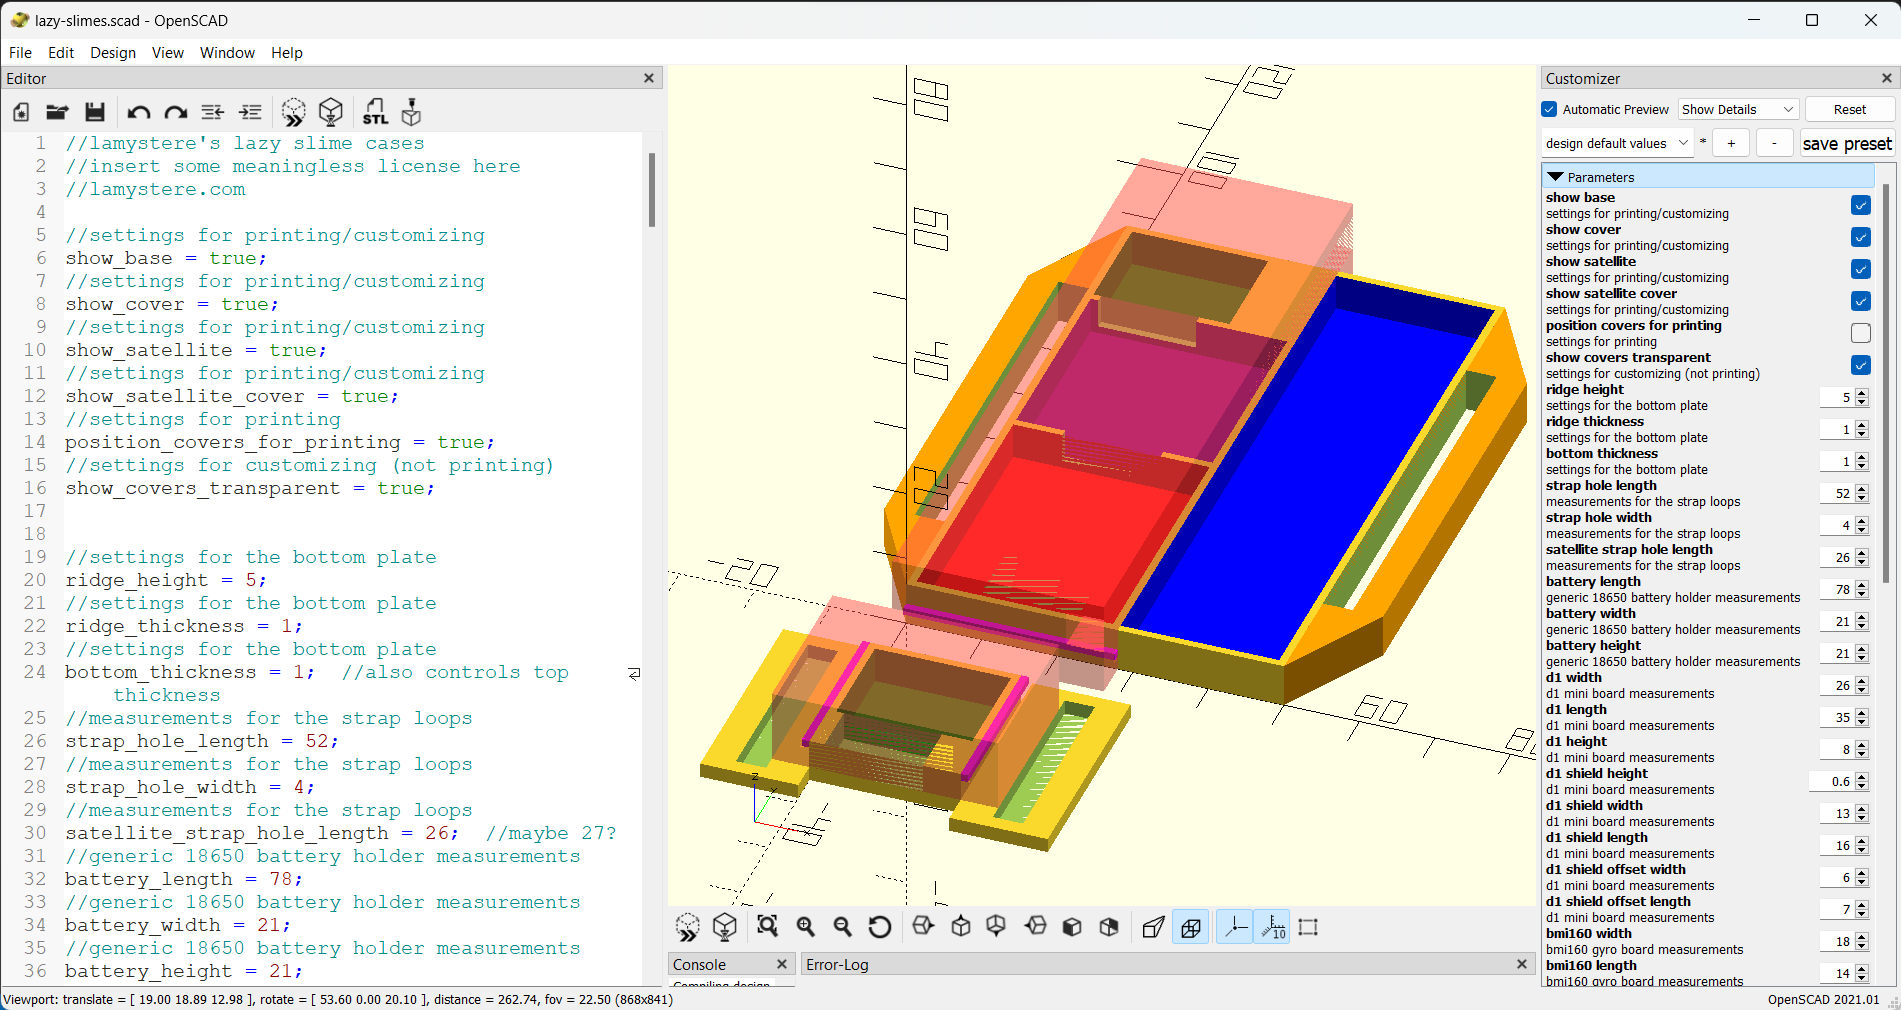 lazy-slimes.scad - OpenSCAD
File Edit Design View Window Help
Editor
STL
1 //lamystere's lazy slime cases
2 //insert some meaningless license here
3 //lamystere.com
4
5 //settings for printing/customizing
6 show_base = true;
7 //settings for printing/customizing
8 show_cover = true;
9 //settings for printing/customizing
10 show_satellite = true;
11 //settings for printing/customizing
12 show_satellite_cover = true;
13 //settings for printing
14 position_covers_for_printing = true;
15 //settings for customizing (not printing)
16 show_covers_transparent = true;
17
18
19 //settings for the bottom plate
20 ridge_height = 5;
21 //settings for the bottom plate
22 ridge_thickness = 1;
23 //settings for the bottom plate
24 bottom_thickness = 1;  //also controls top
thickness
25 //measurements for the strap loops
26 strap_hole_length = 52;
27 //measurements for the strap loops
28 strap_hole_width = 4;
29 //measurements for the strap loops
30 satellite_strap_hole_length = 26;  //maybe 27?
31 //generic 18650 battery holder measurements
32 battery_length = 78;
33 //generic 18650 battery holder measurements
34 battery_width = 21;
35 //generic 18650 battery holder measurements
36 battery_height = 21;
10
Console
Error-Log
Compiling design
Customizer
Automatic Preview Show Details Reset
design default values * + - save preset
Parameters
show base
settings for printing/customizing
show cover
settings for printing/customizing
show satellite
settings for printing/customizing
show satellite cover
settings for printing/customizing
position covers for printing
settings for printing
show covers transparent
settings for customizing (not printing)
ridge height
settings for the bottom plate 5
ridge thickness
settings for the bottom plate 1
bottom thickness
settings for the bottom plate 1
strap hole length
measurements for the strap loops 52
strap hole width
measurements for the strap loops 4
satellite strap hole length
measurements for the strap loops 26
battery length
generic 18650 battery holder measurements 78
battery width
generic 18650 battery holder measurements 21
battery height
generic 18650 battery holder measurements 21
d1 width
d1 mini board measurements 26
d1 length
d1 mini board measurements 35
d1 height
d1 mini board measurements 8
d1 shield height
d1 mini board measurements 0.6
d1 shield width
d1 mini board measurements 13
d1 shield length
d1 mini board measurements 16
d1 shield offset width
d1 mini board measurements 6
d1 shield offset length
d1 mini board measurements 7
bmi160 width
bmi160 gyro board measurements 18
bmi160 length
bmi160 gyro board measurements 14
Viewport: translate = [ 19.00 18.89 12.98 ], rotate = [ 53.60 0.00 20.10 ], distance = 262.74, fov = 22.50 (868x841)
OpenSCAD 2021.01